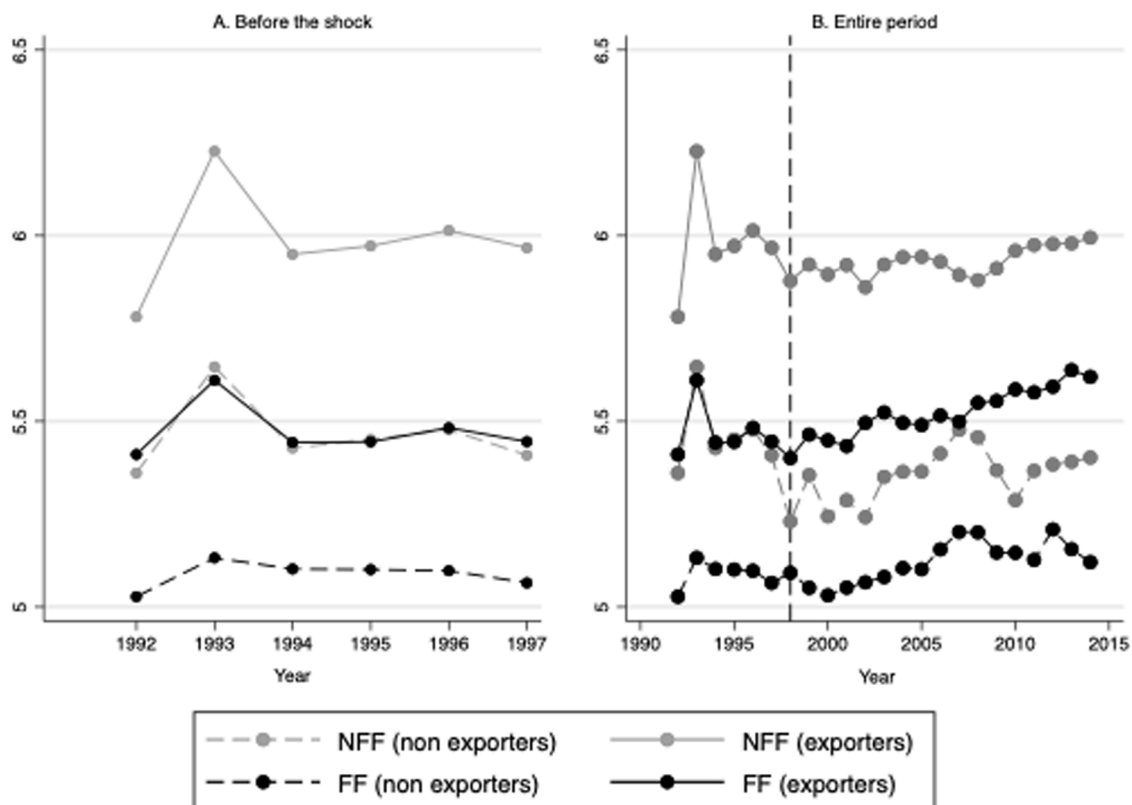 A. Before the shock
6.5
6
5.5
5
1992 1993 1994 1995 1996 1997
Year
B. Entire period
6.5
6
5.5
5
1990 1995 2000 2005 2010 2015
Year
NFF (non exporters) NFF (exporters)
FF (non exporters) FF (exporters)